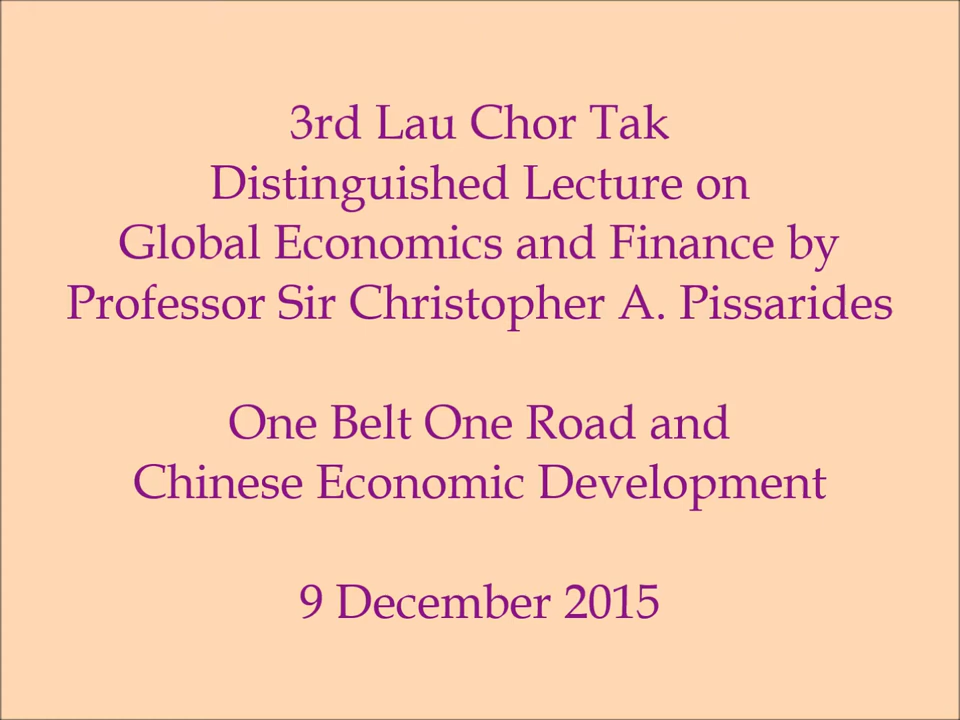 3rd Lau Chor Tak
Distinguished Lecture on
Global Economics and Finance by
Professor Sir Christopher A. Pissarides
One Belt One Road and
Chinese Economic Development
9 December 2015